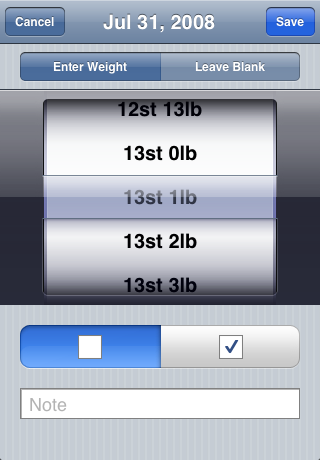 Cancel Jul 31, 2008 Save
Enter Weight Leave Blank
12st 13lb
13st 0lb
13st 1lb
13st 2lb
13st 3lb
Note